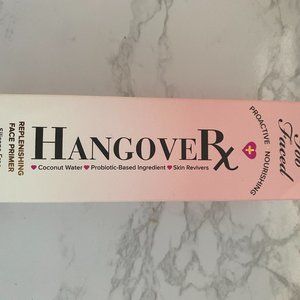 HANGOVERx
♥ Coconut Water ♥ Probiotic-Based Ingredient ♥ Skin Revivers
REPLENISHING
FACE PRIMER
Too
Faced
PROACTIVE NOURISHING